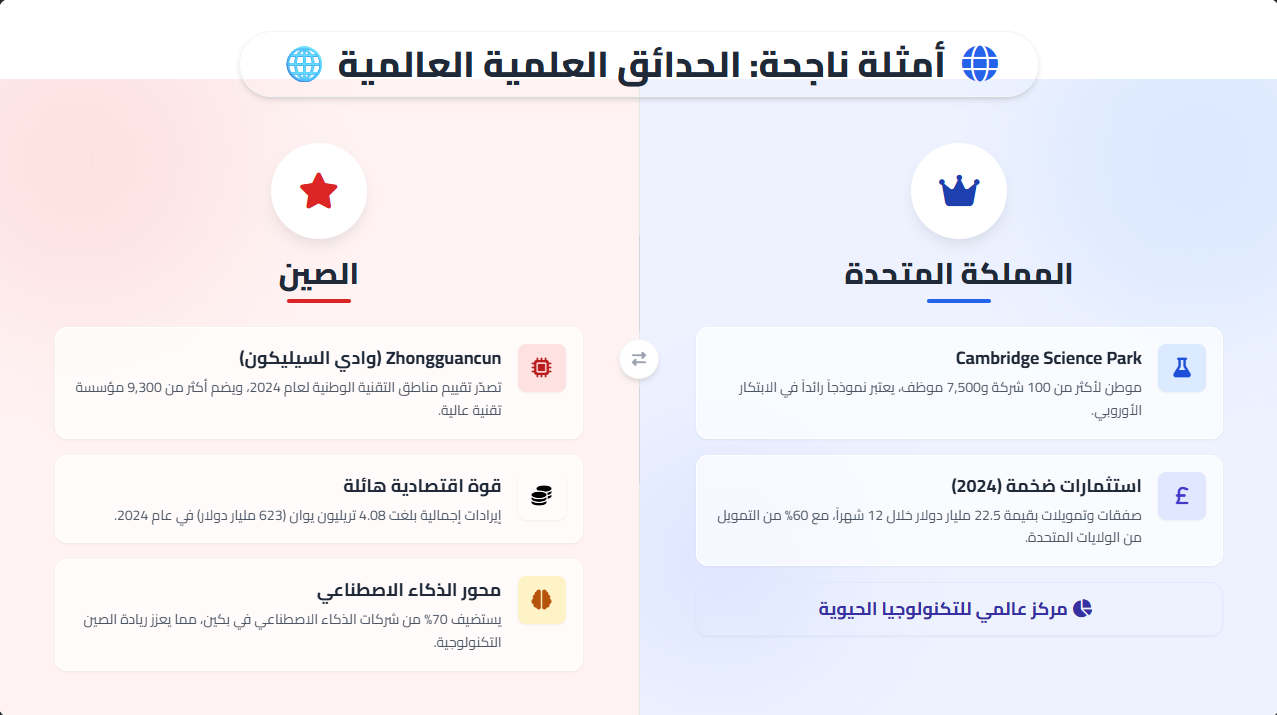 أمثلة ناجحة: الحدائق العلمية العالمية
المملكة المتحدة
Cambridge Science Park
موطن لأكثر من 100 شركة و7,500 موظف، يعتبر نموذجاً رائداً في الابتكار
الأوروبي.
استثمارات ضخمة (2024)
صفقات وتمويلات بقيمة 22.5 مليار دولار خلال 12 شهراً، مع 60% من التمويل
من الولايات المتحدة.
مركز عالمي للتكنولوجيا الحيوية
الصين
Zhongguancun (وادي السيليكون)
تصدّر تقييم مناطق التقنية الوطنية لعام 2024، ويضم أكثر من 9,300 مؤسسة
تقنية عالية.
قوة اقتصادية هائلة
إيرادات إجمالية بلغت 4.08 تريليون يوان (623 مليار دولار) في عام 2024.
محور الذكاء الاصطناعي
يستضيف 70% من شركات الذكاء الاصطناعي في بكين، مما يعزز ريادة الصين
التكنولوجية.